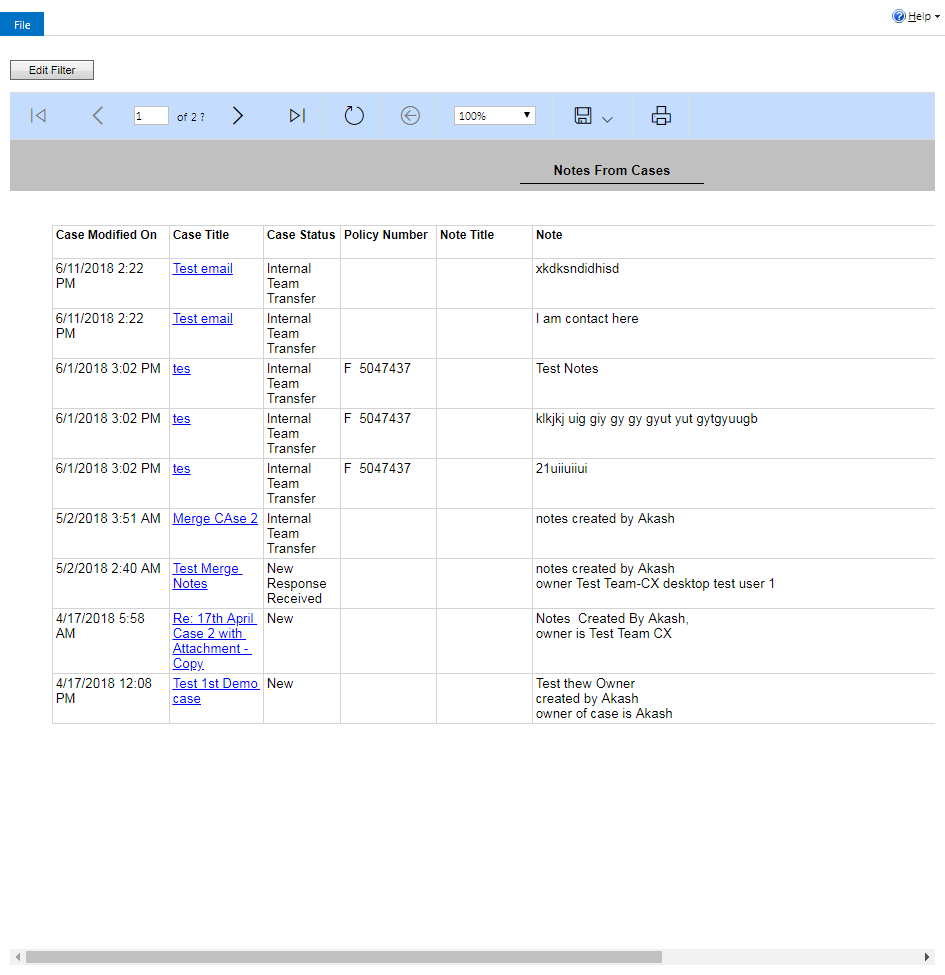 File
Help
Edit Filter
1 of 2 ? 100%
Notes From Cases
Case Modified On Case Title Case Status Policy Number Note Title Note
6/11/2018 2:22 Test email Internal xkdksndidhisd
PM Team
Transfer
6/11/2018 2:22 Test email Internal I am contact here
PM Team
Transfer
6/1/2018 3:02 PM tes Internal F  5047437 Test Notes
Team
Transfer
6/1/2018 3:02 PM tes Internal F  5047437 klkjkj uig giy gy gy gyut yut gytgyuugb
Team
Transfer
6/1/2018 3:02 PM tes Internal F  5047437 21uiiuiiui
Team
Transfer
5/2/2018 3:51 AM Merge CAse 2 Internal notes created by Akash
Team
Transfer
5/2/2018 2:40 AM Test Merge New notes created by Akash
Notes Response owner Test Team-CX desktop test user 1
Received
4/17/2018 5:58 Re: 17th April New Notes  Created By Akash,
AM Case 2 with owner is Test Team CX
Attachment -
Copy
4/17/2018 12:08 Test 1st Demo New Test thew Owner
PM case created by Akash
owner of case is Akash